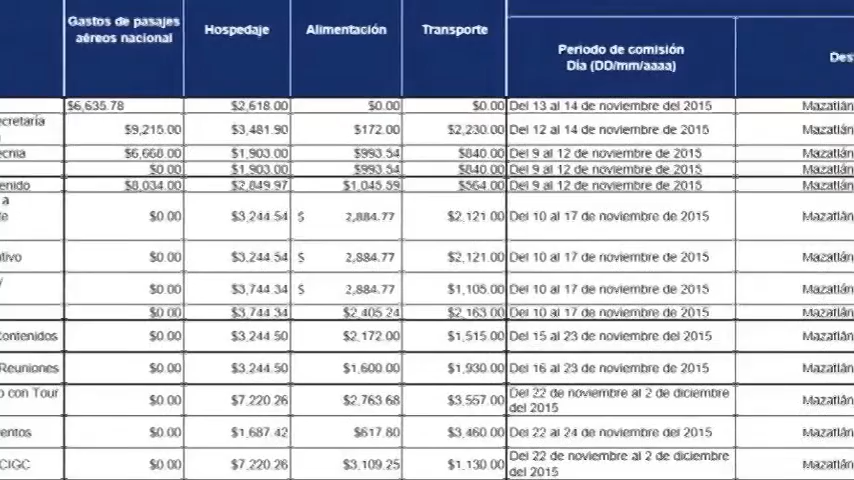 Gastos de pasajes aéreos nacional Hospedaje Alimentación Transporte Periodo de comisión Día (DD/mm/aaaa) Des
$6,635.78 $2,618.00 $0.00 $0.00 Del 13 al 14 de noviembre del 2015 Mazatlán
ecretaría $9,215.00 $3,481.90 $172.00 $2,230.00 Del 12 al 14 de noviembre de 2015 Mazatlán
ecnia $6,668.00 $1,903.00 $993.54 $840.00 Del 9 al 12 de noviembre de 2015 Mazatlán
$0.00 $1,903.00 $993.54 $840.00 Del 9 al 12 de noviembre de 2015 Mazatlán
enido $8,034.00 $2,849.97 $1,045.59 $564.00 Del 9 al 12 de noviembre de 2015 Mazatlán
a
te $0.00 $3,244.54 $ 2,884.77 $2,121.00 Del 10 al 17 de noviembre de 2015 Mazatlán
tivo $0.00 $3,244.54 $ 2,884.77 $2,121.00 Del 10 al 17 de noviembre de 2015 Mazatlán
y $0.00 $3,744.34 $ 2,884.77 $1,105.00 Del 10 al 17 de noviembre de 2015 Mazatlán
$0.00 $3,744.34 $2,405.24 $2,163.00 Del 10 al 17 de noviembre de 2015 Mazatlán
Contenidos $0.00 $3,244.50 $2,172.00 $1,515.00 Del 15 al 23 de noviembre del 2015 Mazatlán
Reuniones $0.00 $3,244.50 $1,600.00 $1,930.00 Del 16 al 23 de noviembre de 2015 Mazatlán
o con Tour $0.00 $7,220.26 $2,763.68 $3,557.00 Del 22 de noviembre al 2 de diciembre del 2015 Mazatlán
entos $0.00 $1,687.42 $617.80 $3,460.00 Del 22 al 24 de noviembre del 2015 Mazatlán
CIGC $0.00 $7,220.26 $3,109.25 $1,130.00 Del 22 de noviembre al 2 de diciembre del 2015 Mazatlán